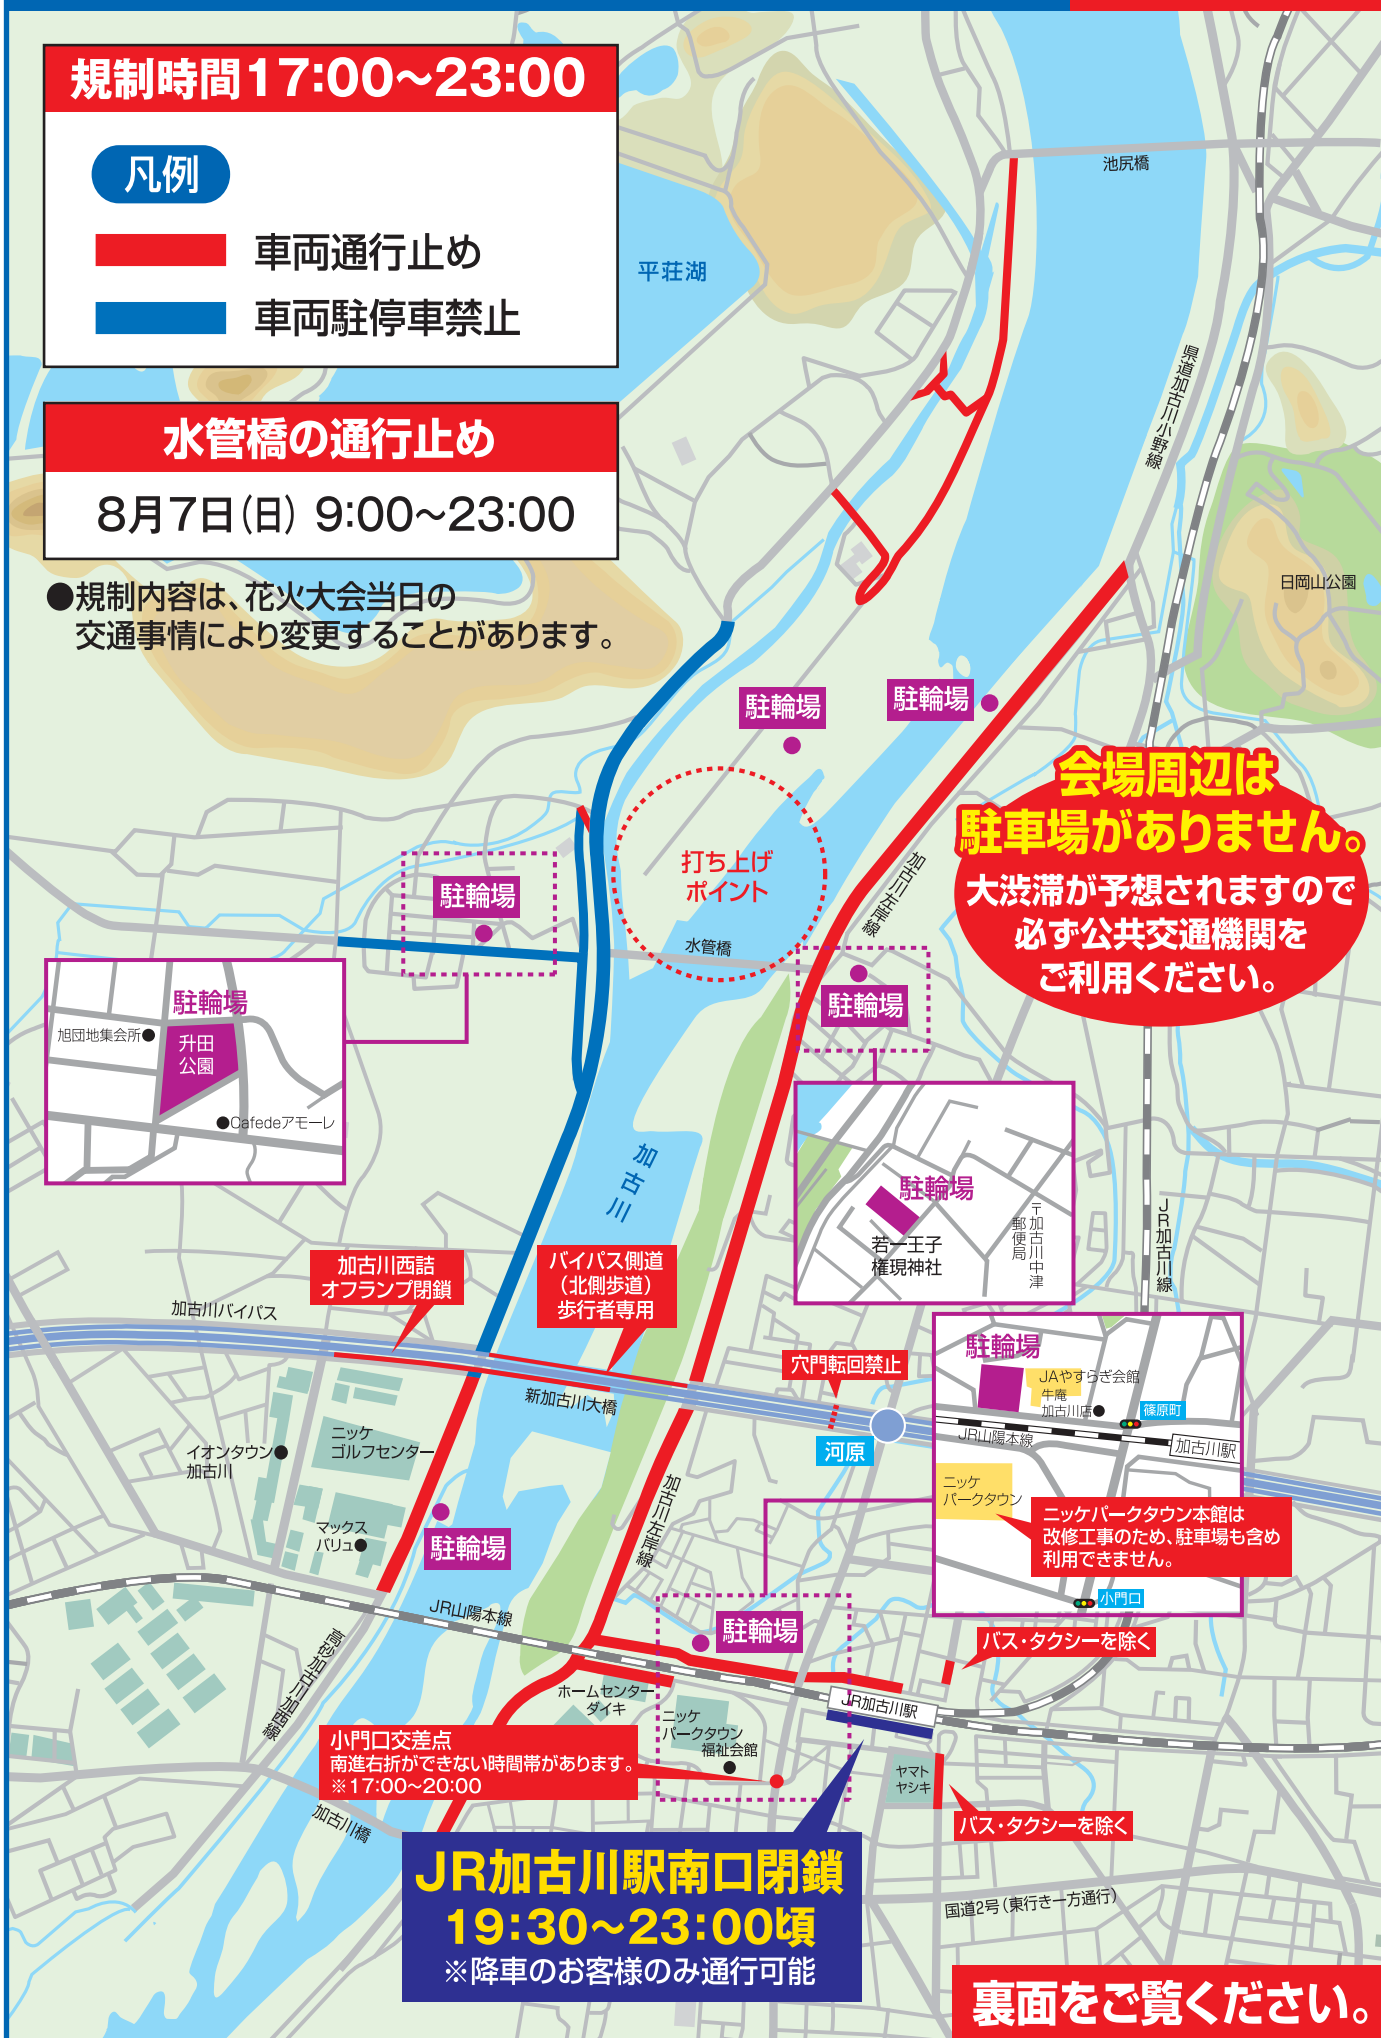 規制時間17:00～23:00
凡例
車両通行止め
車両駐停車禁止
水管橋の通行止め
8月7日(日) 9:00～23:00
●規制内容は、花火大会当日の
交通事情により変更することがあります。
池尻橋
平荘湖
県道加古川小野線
日岡山公園
駐輪場
駐輪場
会場周辺は
駐車場がありません。
大渋滞が予想されますので
必ず公共交通機関を
ご利用ください。
打ち上げ
ポイント
加古川左岸線
駐輪場
水管橋
駐輪場
駐輪場
旭団地集会所●
升田
公園
●Cafedeアモーレ
加古川
駐輪場
若一王子
権現神社
〒加古川中津
郵便局
JR加古川線
加古川西詰
オフランプ閉鎖
バイパス側道
(北側歩道)
歩行者専用
加古川バイパス
新加古川大橋
穴門転回禁止
河原
駐輪場
JAやすらぎ会館
牛庵
加古川店●
篠原町
JR山陽本線
加古川駅
ニッケ
パークタウン
ニッケパークタウン本館は
改修工事のため、駐車場も含め
利用できません。
小門口
イオンタウン●
加古川
ニッケ
ゴルフセンター
マックス
バリュ●
駐輪場
加古川左岸線
JR山陽本線
高砂加古川加西線
駐輪場
バス・タクシーを除く
ホームセンター
ダイキ
ニッケ
パークタウン
福祉会館
JR加古川駅
小門口交差点
南進右折ができない時間帯があります。
※17:00～20:00
ヤマト
ヤシキ
バス・タクシーを除く
加古川橋
JR加古川駅南口閉鎖
19:30～23:00頃
※降車のお客様のみ通行可能
国道2号(東行き一方通行)
裏面をご覧ください。